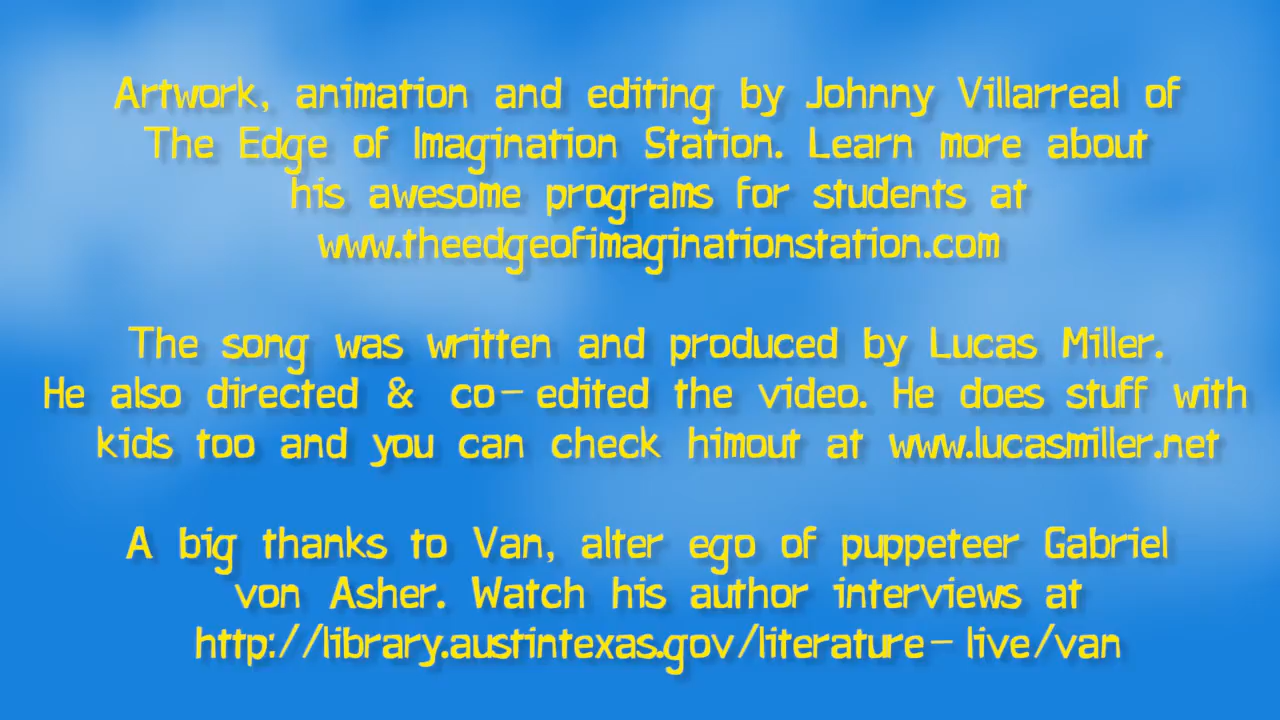 Artwork, animation and editing by Johnny Villarreal of
The Edge of Imagination Station. Learn more about
his awesome programs for students at
www.theedgeofimaginationstation.com
The song was written and produced by Lucas Miller.
He also directed & co-edited the video. He does stuff with
kids too and you can check himout at www.lucasmiller.net
A big thanks to Van, alter ego of puppeteer Gabriel
von Asher. Watch his author interviews at
http://library.austintexas.gov/literature-live/van